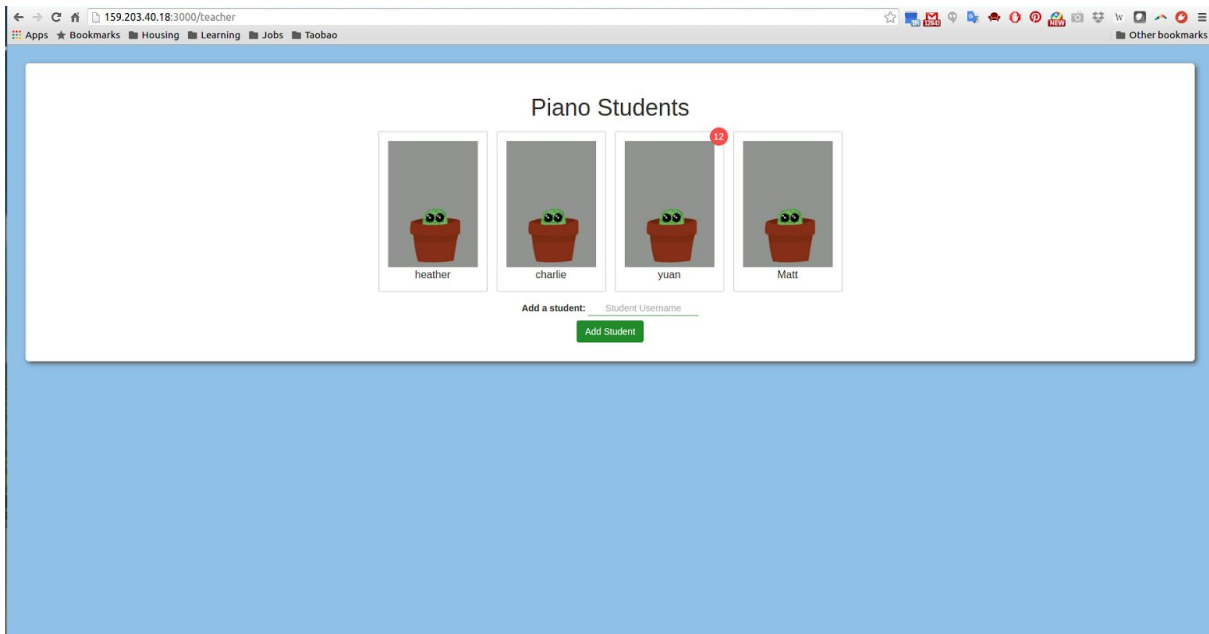 159.203.40.18:3000/teacher
Apps Bookmarks Housing Learning Jobs Taobao Other bookmarks
Piano Students
12
heather charlie yuan Matt
Add a student: Student Username
Add Student
NEW
W